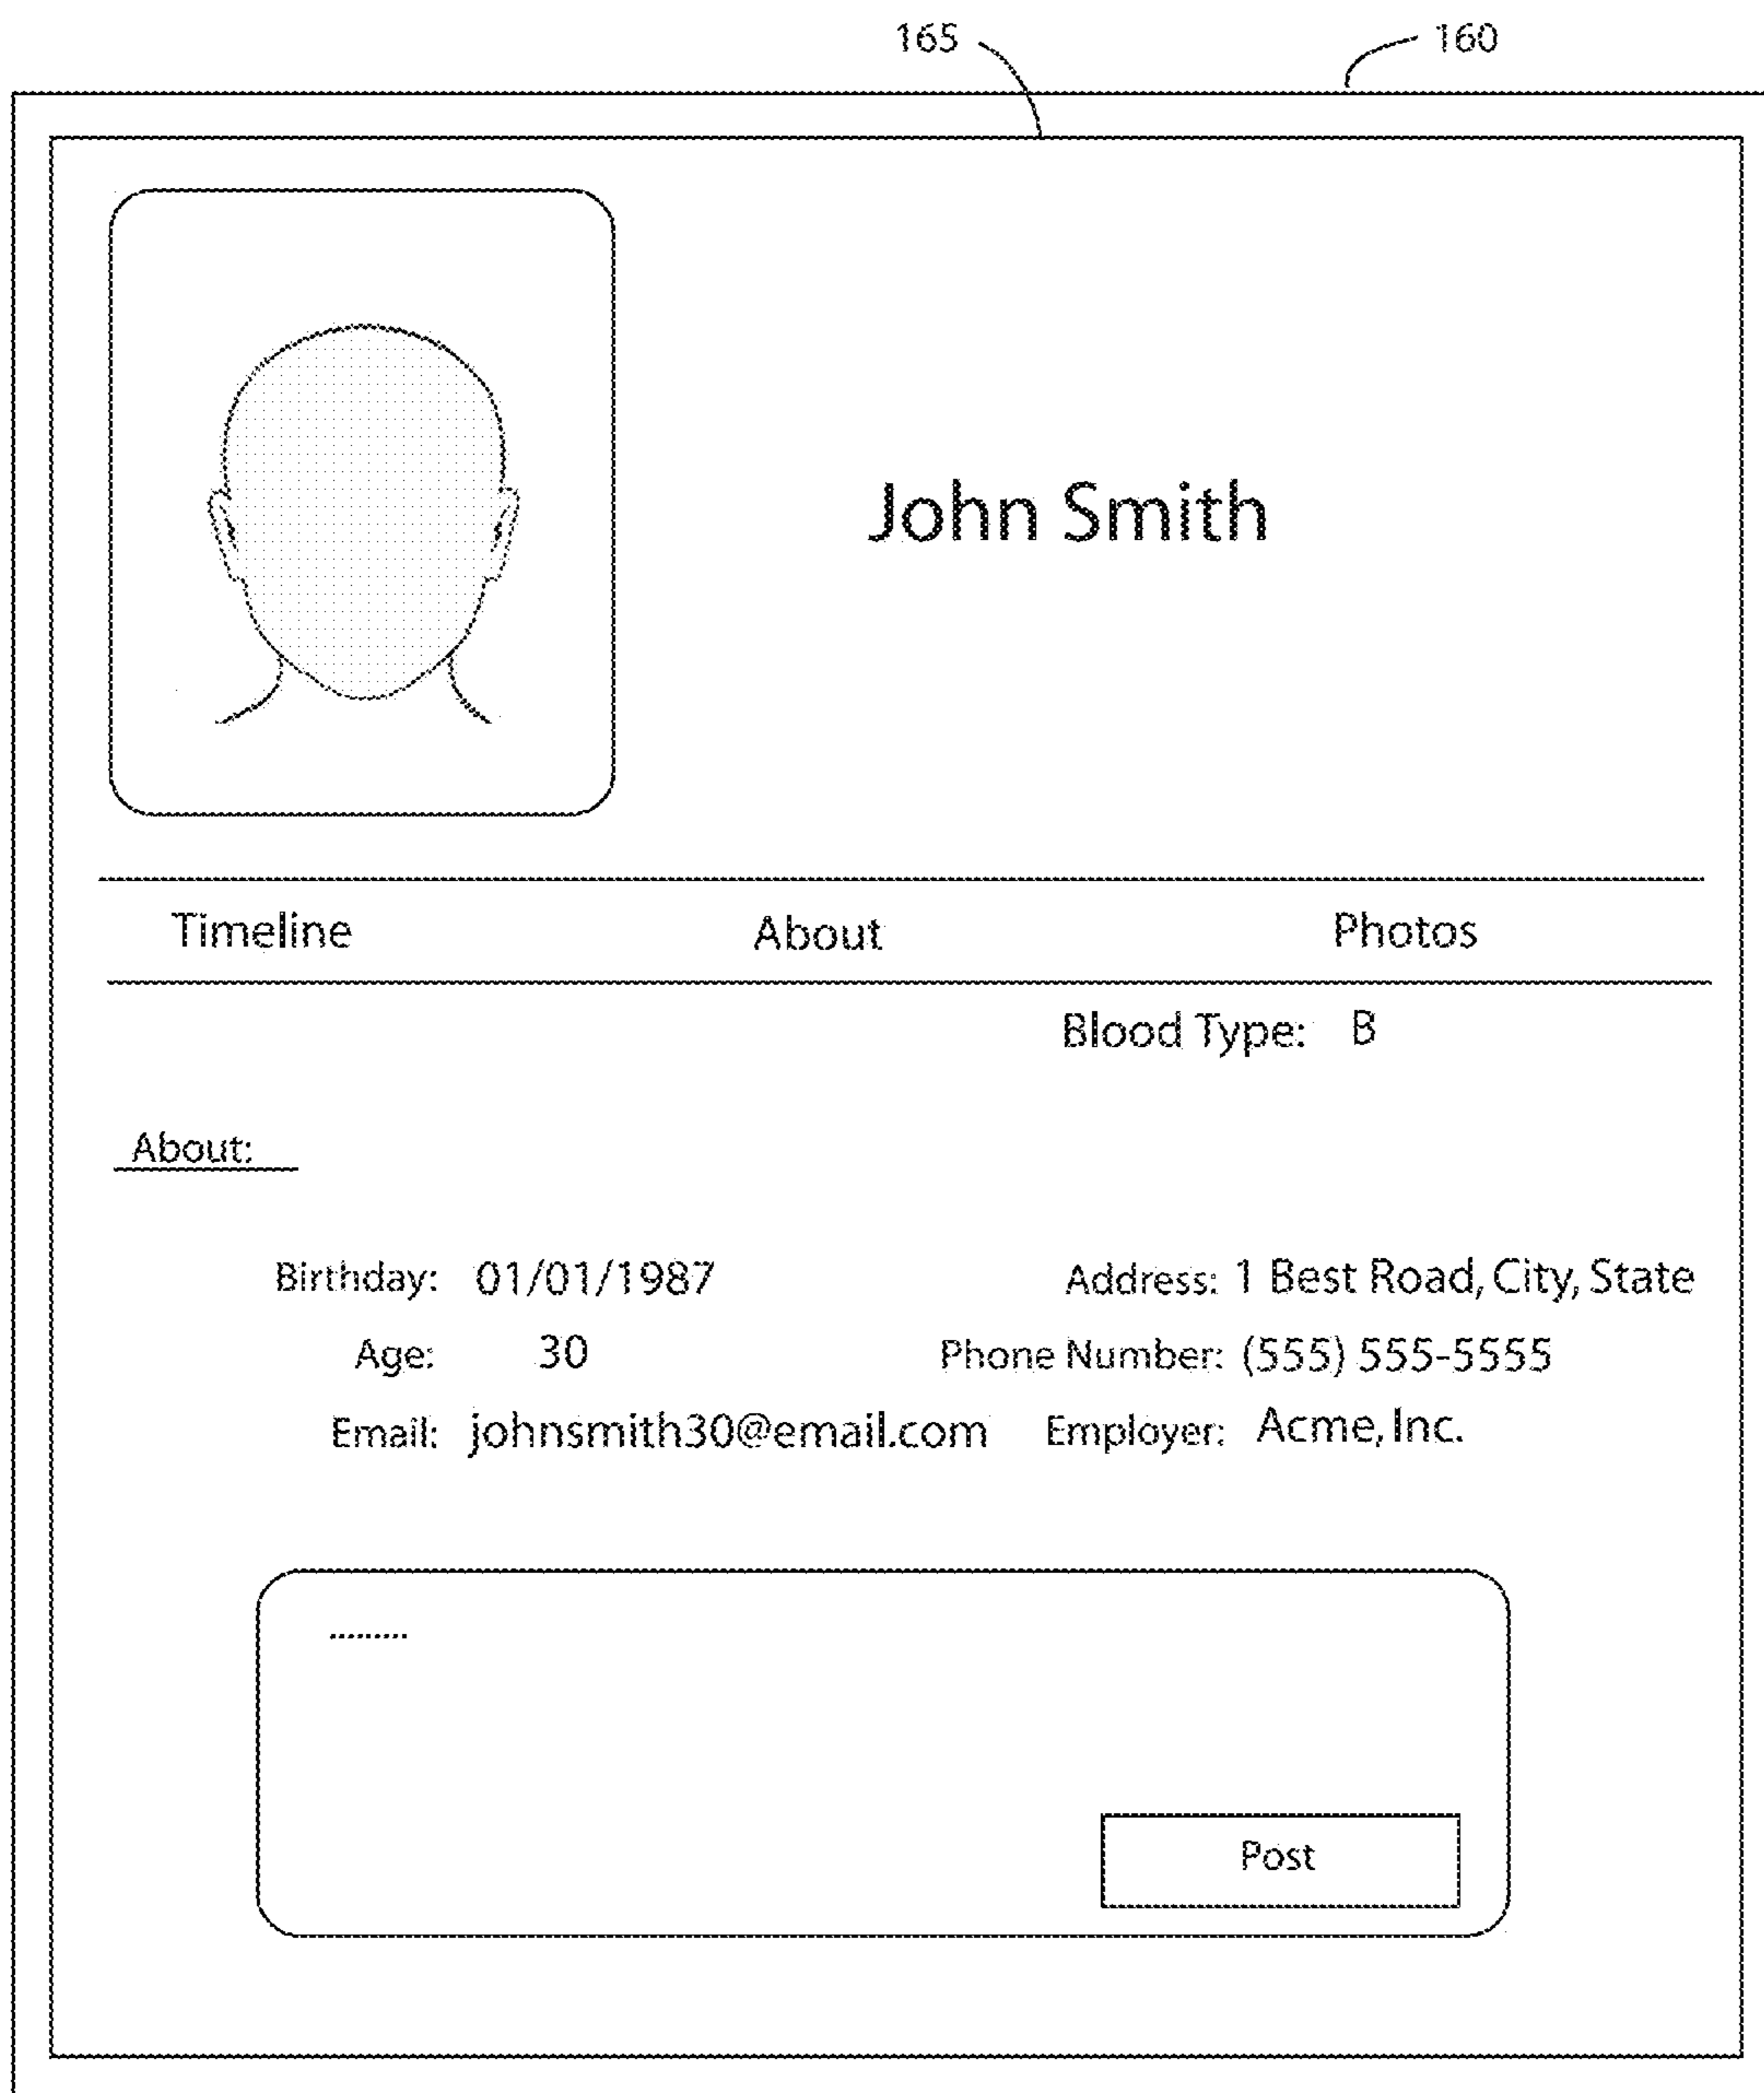 165 160
John Smith
Timeline About Photos
Blood Type: B
About:
Birthday: 01/01/1987 Address: 1 Best Road, City, State
Age: 30 Phone Number: (555) 555-5555
Email: johnsmith30@email.com Employer: Acme, Inc.
.........
Post